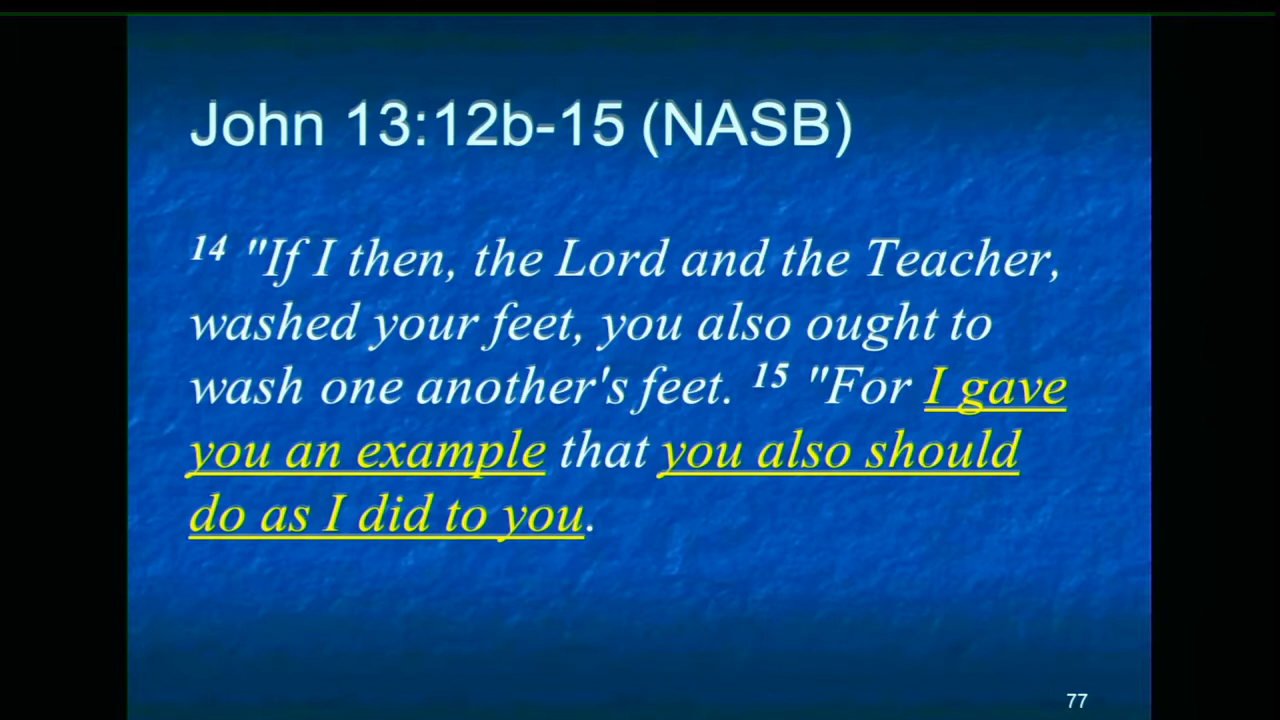 John 13:12b-15 (NASB)
14 "If I then, the Lord and the Teacher,
washed your feet, you also ought to
wash one another's feet. 15 "For I gave
you an example that you also should
do as I did to you.
77